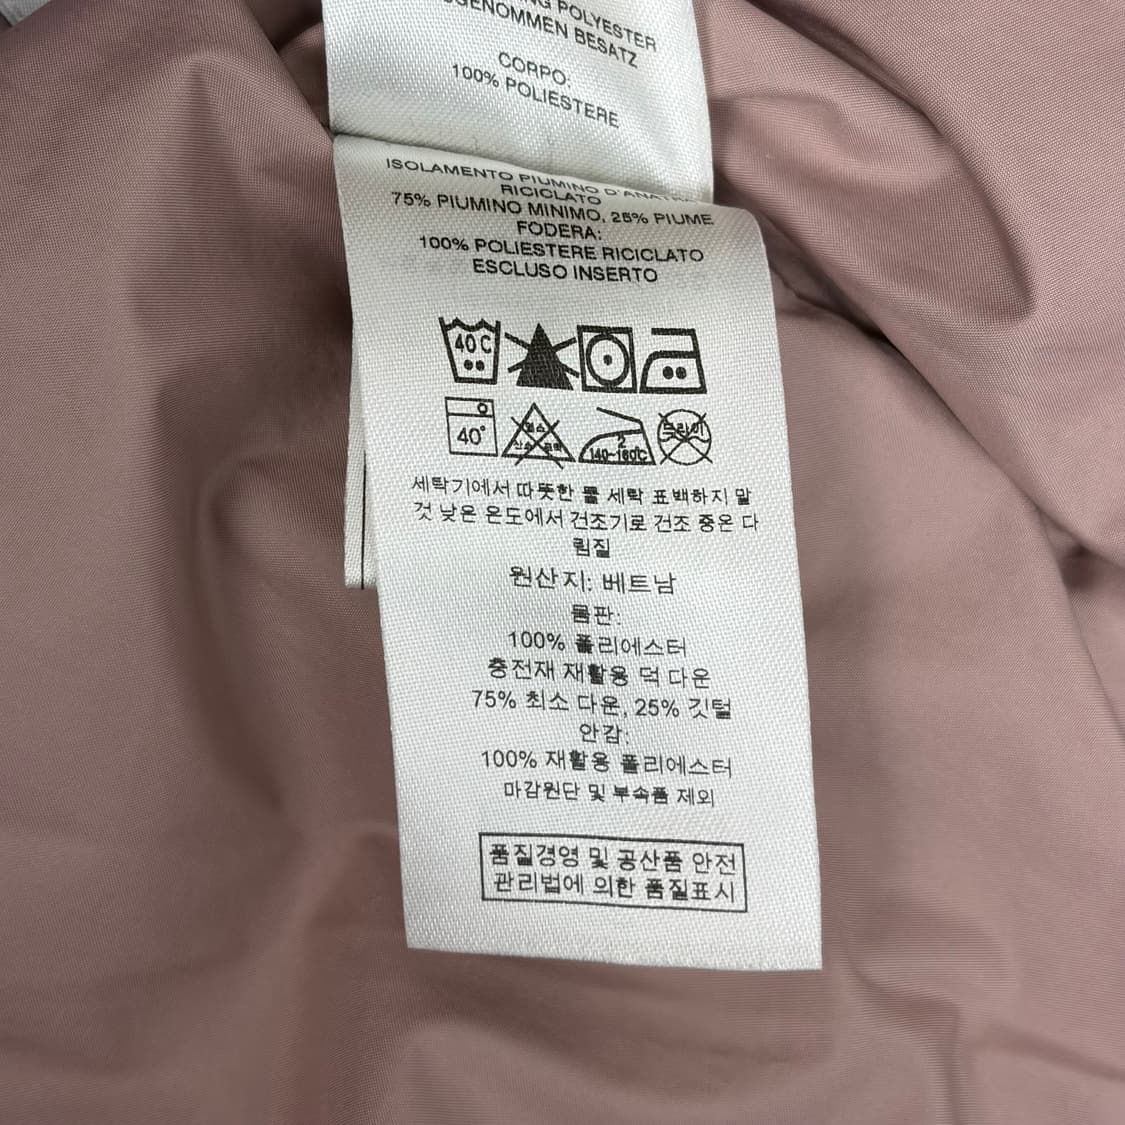 POLYESTER
AUSGENOMMEN BESATZ
CORPO:
100% POLIESTERE
ISOLAMENTO PIUMINO D'ANATRA
RICICLATO
75% PIUMINO MINIMO, 25% PIUME
FODERA:
100% POLIESTERE RICICLATO
ESCLUSO INSERTO
40 C
40°
2
140~160℃
드라이
세탁기에서 따뜻한 물 세탁 표백하지 말
것 낮은 온도에서 건조기로 건조 중온 다
림질
원산지: 베트남
몸판:
100% 폴리에스터
충전재 재활용 덕 다운
75% 최소 다운, 25% 깃털
안감:
100% 재활용 폴리에스터
마감원단 및 부속품 제외
품질경영 및 공산품 안전
관리법에 의한 품질표시